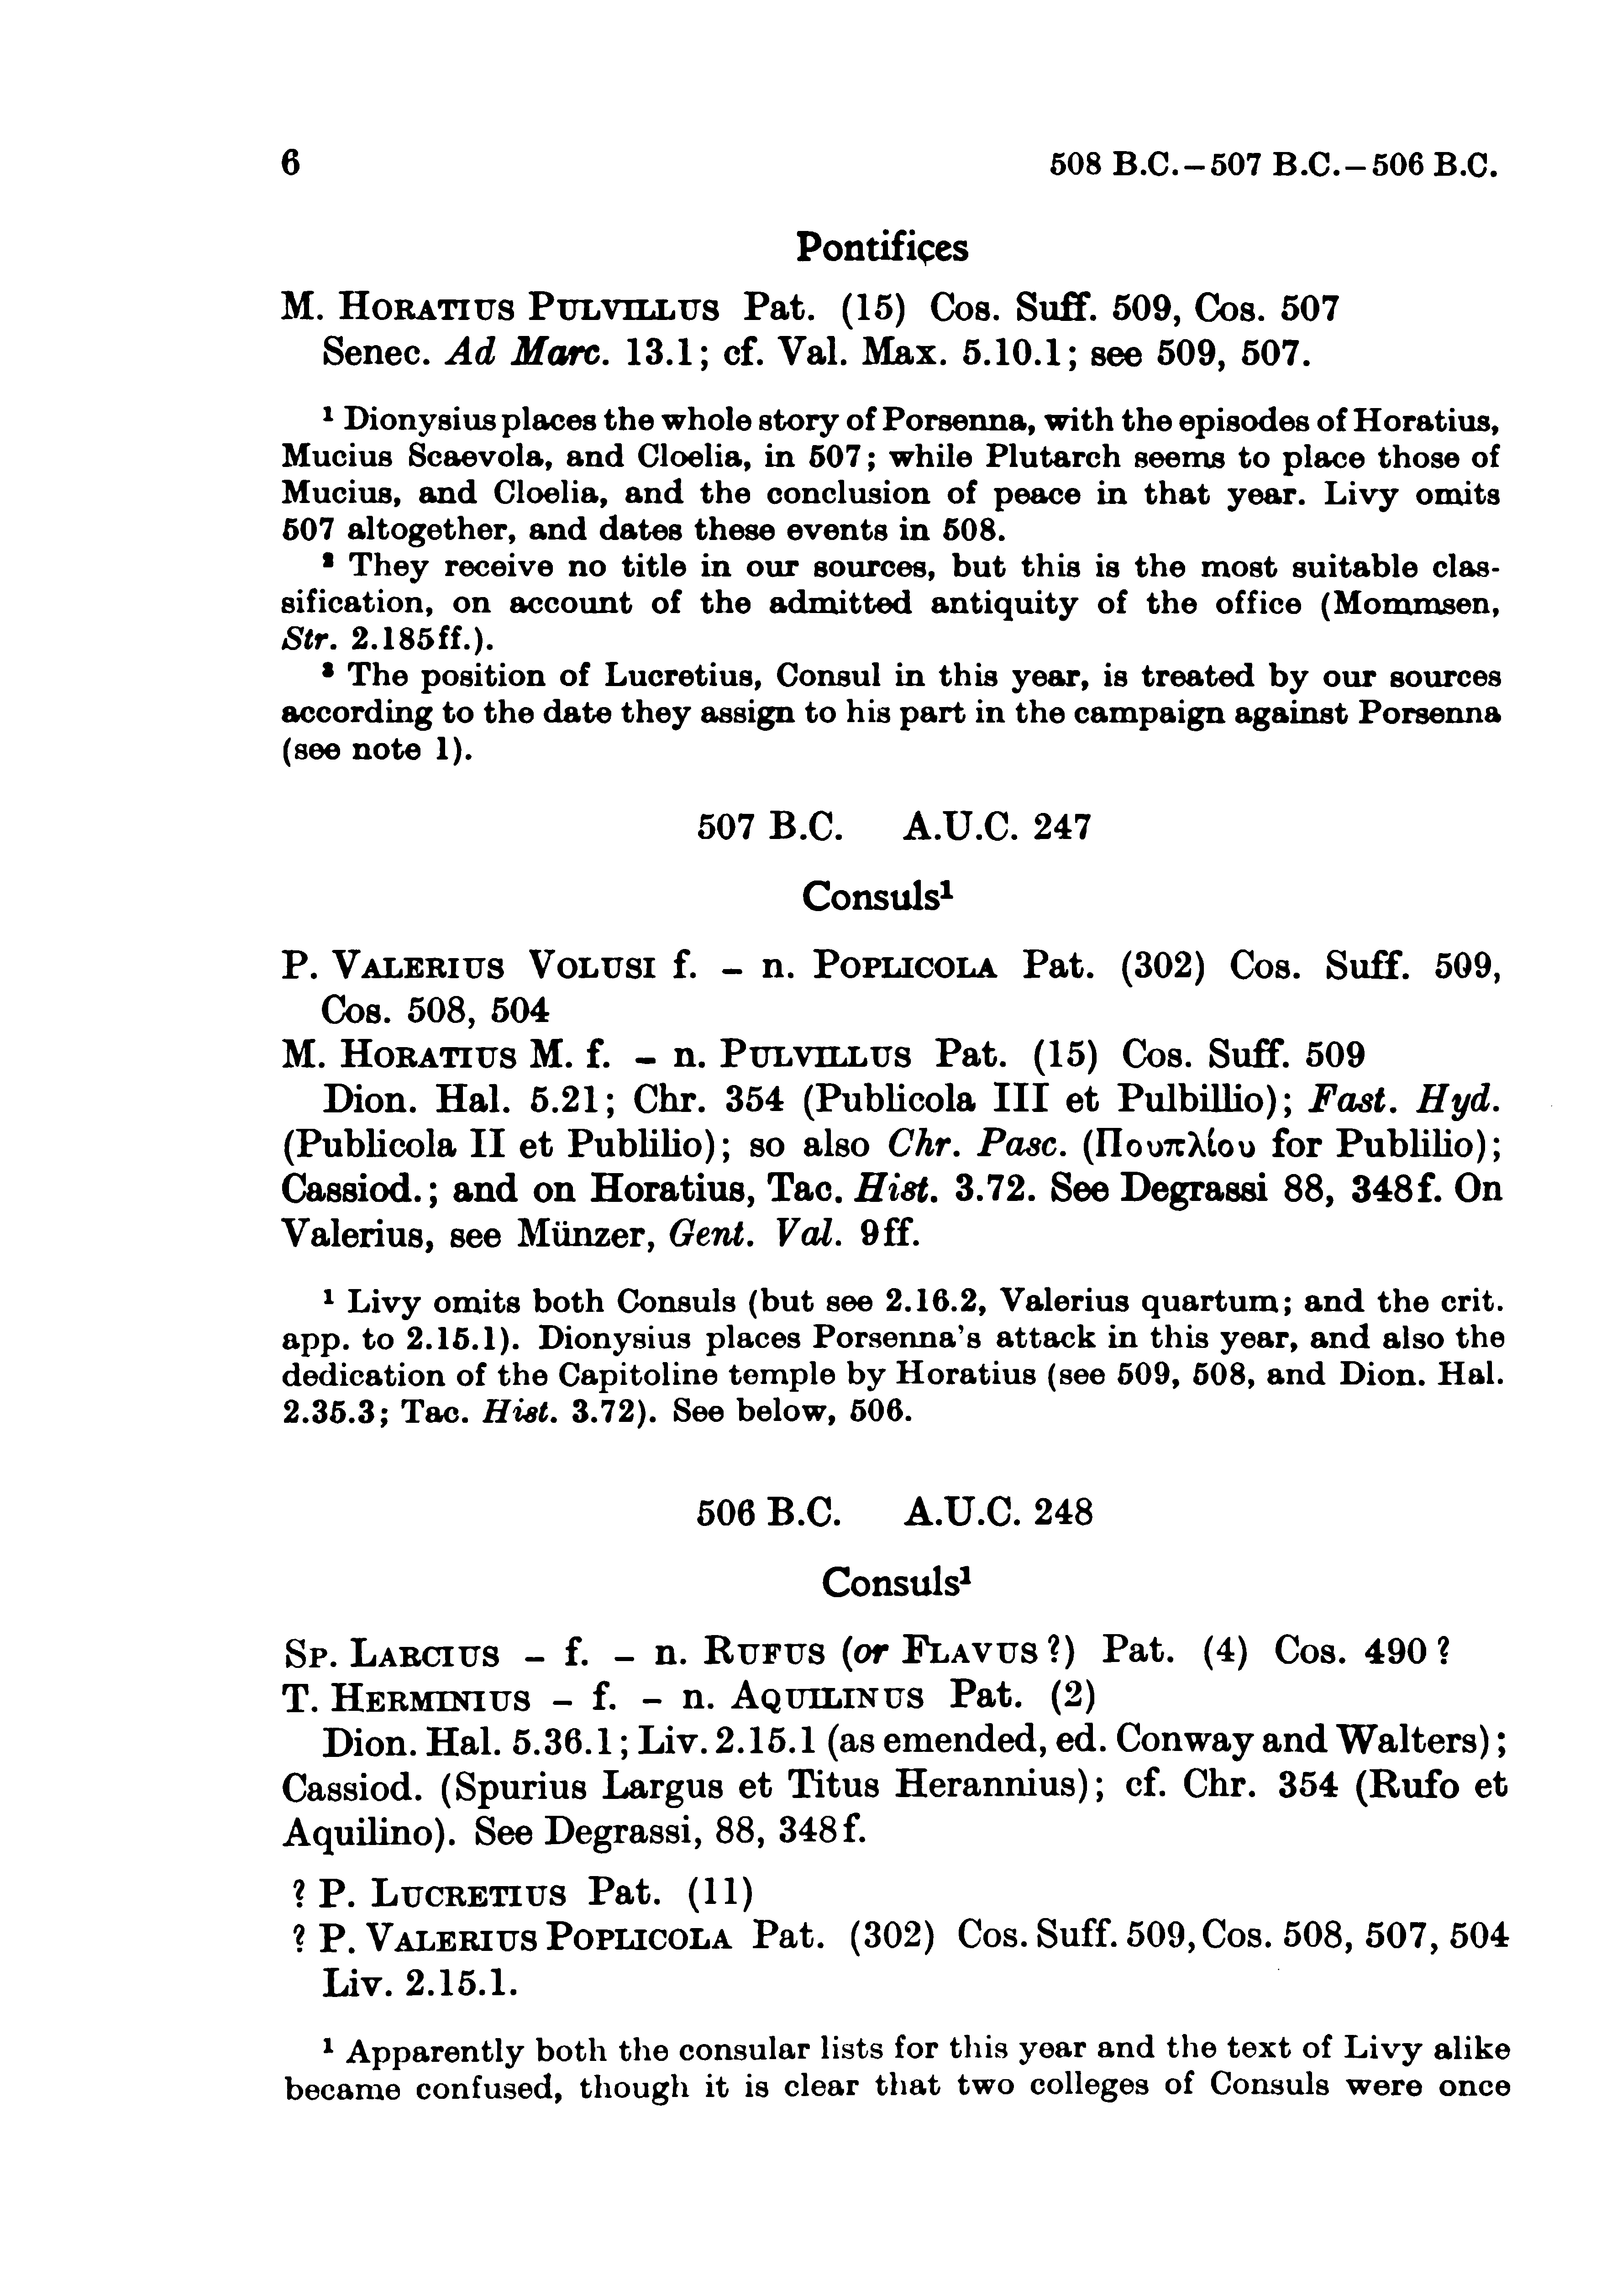 6 508 B.C.–507 B.C.–506 B.C.
Pontifices
M. HORATIUS PULVILLUS Pat. (15) Cos. Suff. 509, Cos. 507
Senec. Ad Marc. 13.1; cf. Val. Max. 5.10.1; see 509, 507.
¹ Dionysius places the whole story of Porsenna, with the episodes of Horatius,
Mucius Scaevola, and Cloelia, in 507; while Plutarch seems to place those of
Mucius, and Cloelia, and the conclusion of peace in that year. Livy omits
507 altogether, and dates these events in 508.
² They receive no title in our sources, but this is the most suitable clas-
sification, on account of the admitted antiquity of the office (Mommsen,
Str. 2.185ff.).
³ The position of Lucretius, Consul in this year, is treated by our sources
according to the date they assign to his part in the campaign against Porsenna
(see note 1).
507 B.C. A.U.C. 247
Consuls¹
P. VALERIUS VOLUSI f. – n. POPLICOLA Pat. (302) Cos. Suff. 509,
Cos. 508, 504
M. HORATIUS M. f. – n. PULVILLUS Pat. (15) Cos. Suff. 509
Dion. Hal. 5.21; Chr. 354 (Publicola III et Pulbillio); Fast. Hyd.
(Publicola II et Publilio); so also Chr. Pasc. (Πουπλίου for Publilio);
Cassiod.; and on Horatius, Tac. Hist. 3.72. See Degrassi 88, 348f. On
Valerius, see Münzer, Gent. Val. 9ff.
¹ Livy omits both Consuls (but see 2.16.2, Valerius quartum; and the crit.
app. to 2.15.1). Dionysius places Porsenna's attack in this year, and also the
dedication of the Capitoline temple by Horatius (see 509, 508, and Dion. Hal.
2.35.3; Tac. Hist. 3.72). See below, 506.
506 B.C. A.U.C. 248
Consuls¹
SP. LARCIUS – f. – n. RUFUS (or FLAVUS?) Pat. (4) Cos. 490?
T. HERMINIUS – f. – n. AQUILINUS Pat. (2)
Dion. Hal. 5.36.1; Liv. 2.15.1 (as emended, ed. Conway and Walters);
Cassiod. (Spurius Largus et Titus Herannius); cf. Chr. 354 (Rufo et
Aquilino). See Degrassi, 88, 348f.
? P. LUCRETIUS Pat. (11)
? P. VALERIUS POPLICOLA Pat. (302) Cos. Suff. 509, Cos. 508, 507, 504
Liv. 2.15.1.
¹ Apparently both the consular lists for this year and the text of Livy alike
became confused, though it is clear that two colleges of Consuls were once